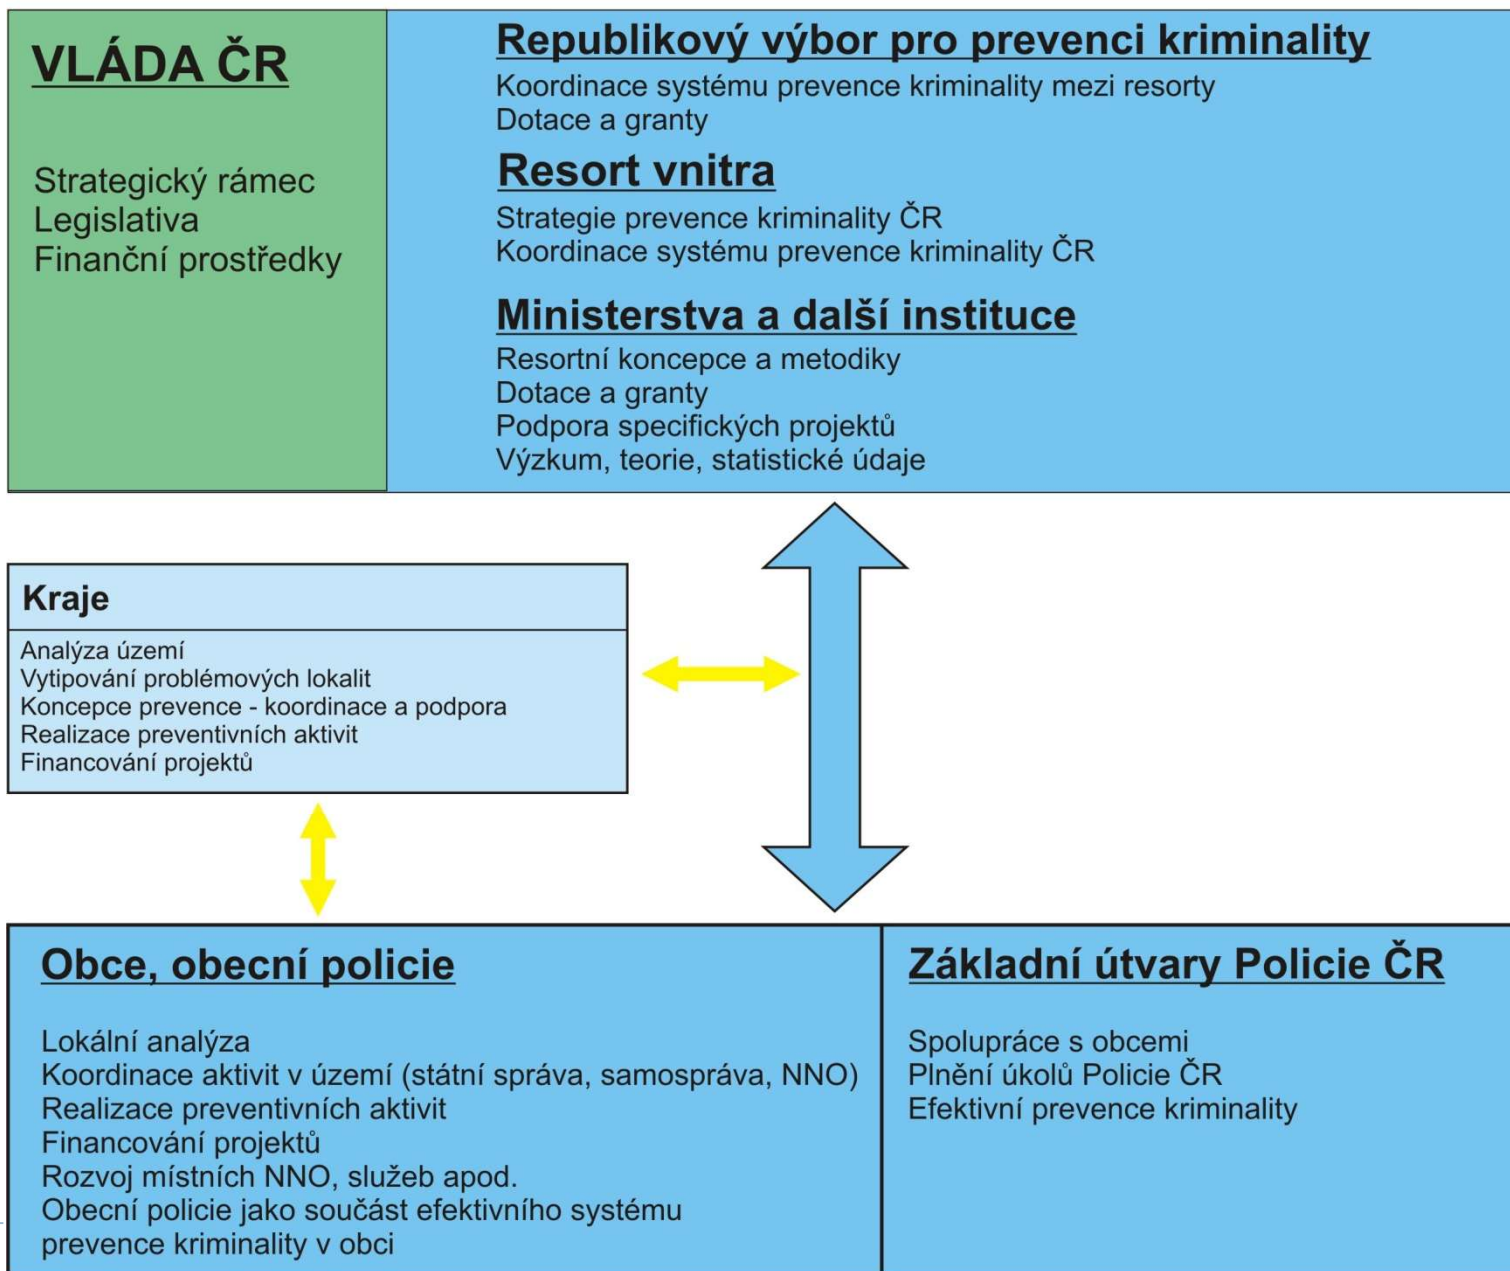 VLÁDA ČR
Strategický rámec
Legislativa
Finanční prostředky
Republikový výbor pro prevenci kriminality
Koordinace systému prevence kriminality mezi resorty
Dotace a granty
Resort vnitra
Strategie prevence kriminality ČR
Koordinace systému prevence kriminality ČR
Ministerstva a další instituce
Resortní koncepce a metodiky
Dotace a granty
Podpora specifických projektů
Výzkum, teorie, statistické údaje
Kraje
Analýza území
Vytipování problémových lokalit
Koncepce prevence - koordinace a podpora
Realizace preventivních aktivit
Financování projektů
Obce, obecní policie
Lokální analýza
Koordinace aktivit v území (státní správa, samospráva, NNO)
Realizace preventivních aktivit
Financování projektů
Rozvoj místních NNO, služeb apod.
Obecní policie jako součást efektivního systému
prevence kriminality v obci
Základní útvary Policie ČR
Spolupráce s obcemi
Plnění úkolů Policie ČR
Efektivní prevence kriminality